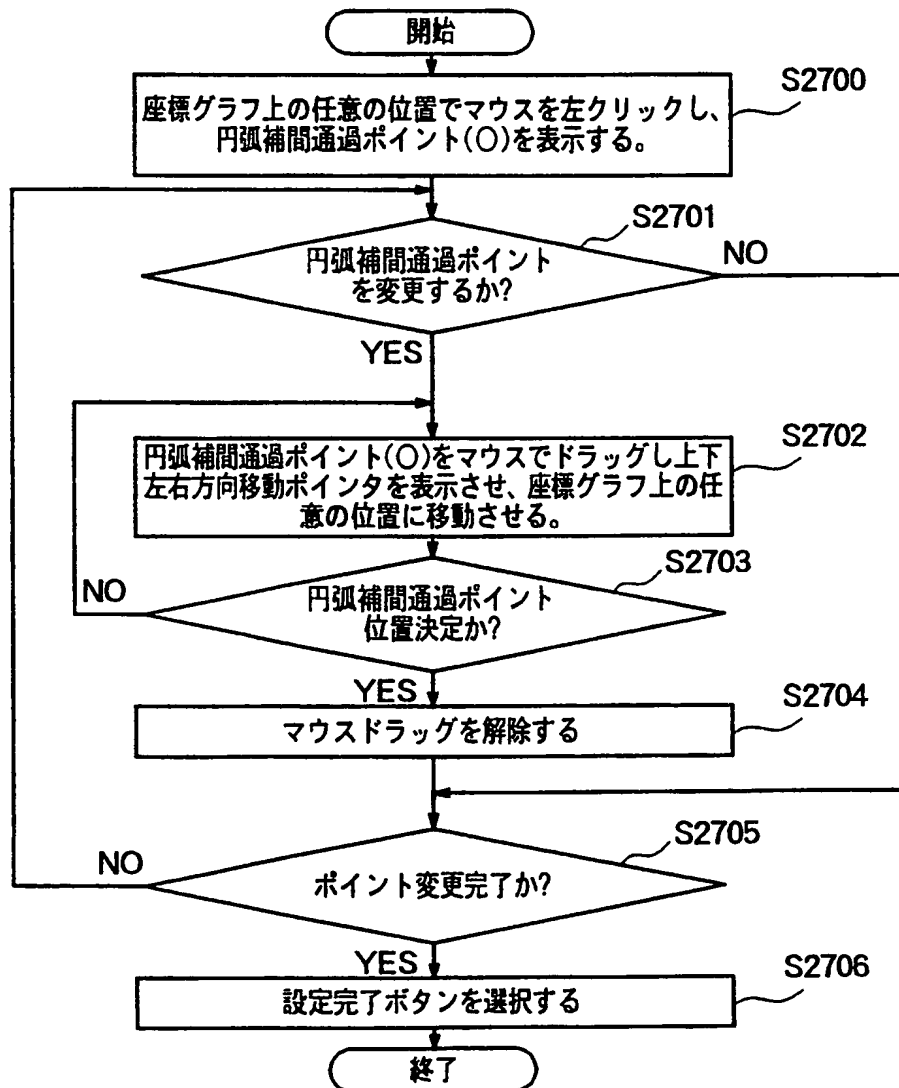 開始
S2700
座標グラフ上の任意の位置でマウスを左クリックし、
円弧補間通過ポイント(○)を表示する。
S2701
円弧補間通過ポイント
を変更するか?
NO
YES
S2702
円弧補間通過ポイント(○)をマウスでドラッグし上下
左右方向移動ポインタを表示させ、座標グラフ上の任
意の位置に移動させる。
S2703
円弧補間通過ポイント
位置決定か?
NO
YES
S2704
マウスドラッグを解除する
S2705
ポイント変更完了か?
NO
YES
S2706
設定完了ボタンを選択する
終了